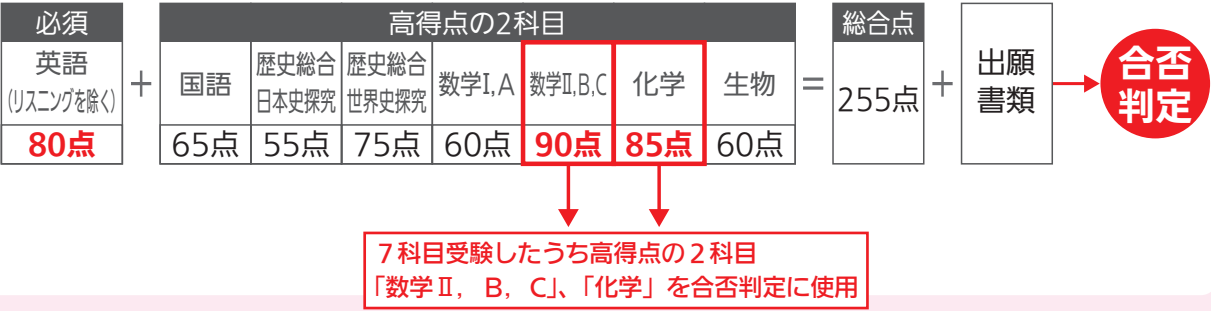 必須
高得点の2科目
総合点
英語
(リスニングを除く)
80点
+
国語
65点
歴史総合
日本史探究
55点
歴史総合
世界史探究
75点
数学I,A
60点
数学Ⅱ,B,C
90点
化学
85点
生物
60点
=
255点
+
出願
書類
合否
判定
7科目受験したうち高得点の2科目
「数学Ⅱ, B, C」、「化学」を合否判定に使用